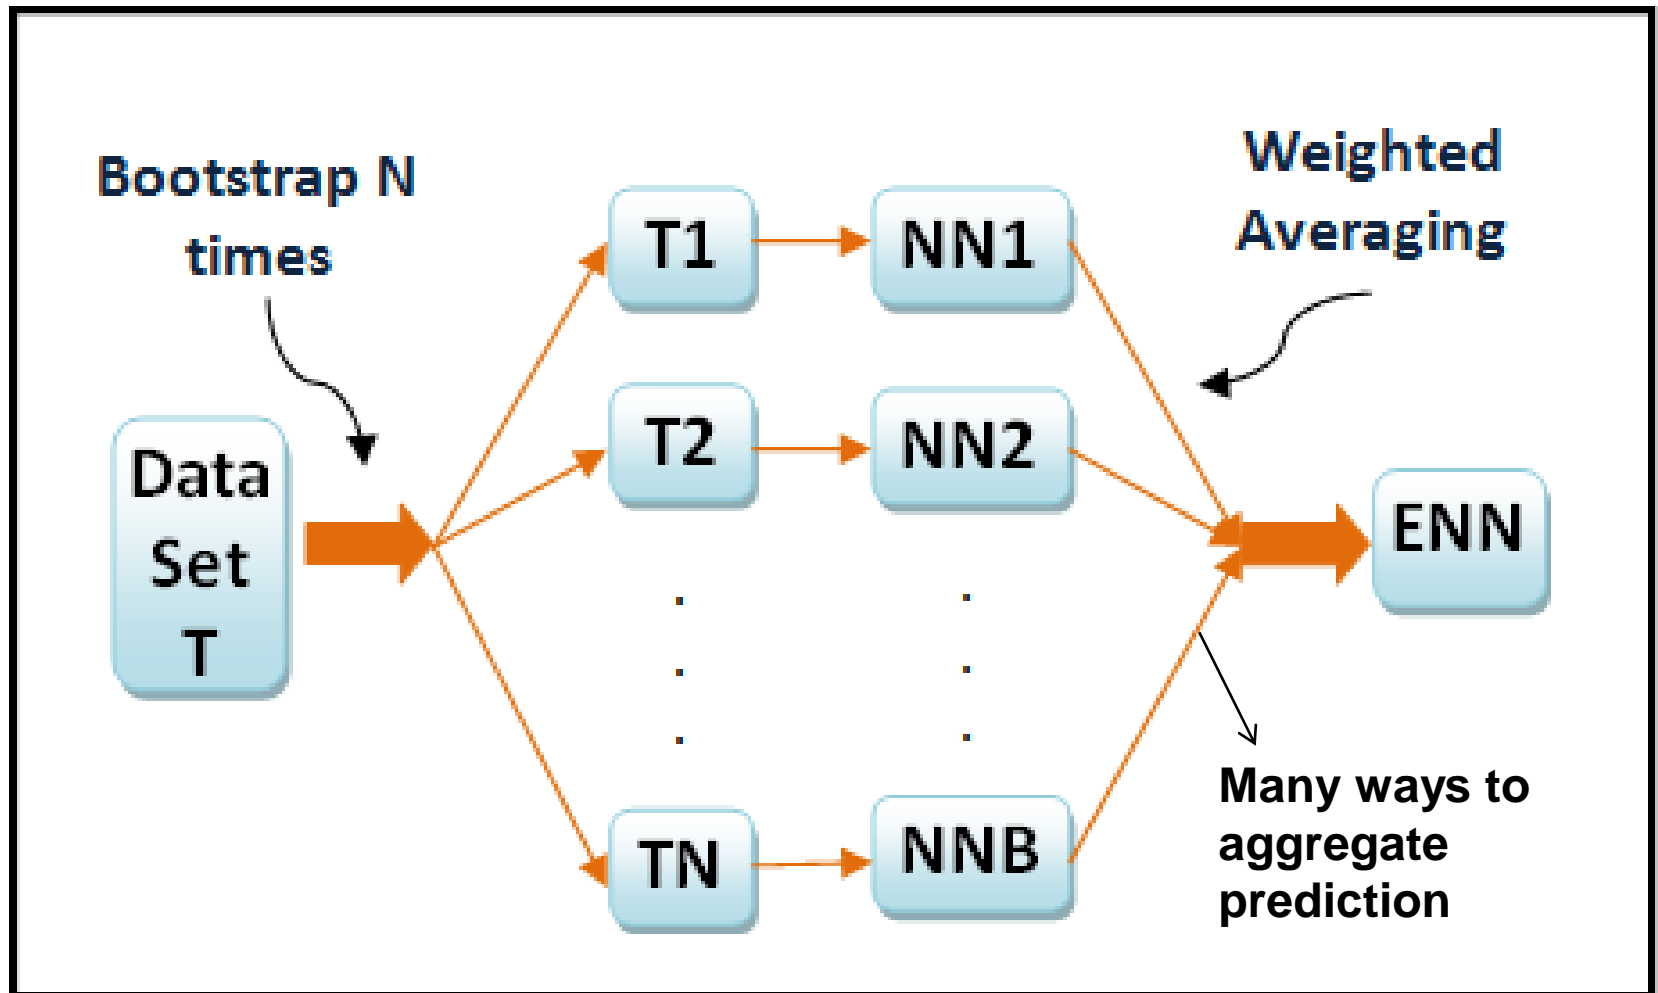 Bootstrap N
times
Weighted
Averaging
Data
Set
T
T1
NN1
T2
NN2
TN
NNB
ENN
Many ways to
aggregate
prediction